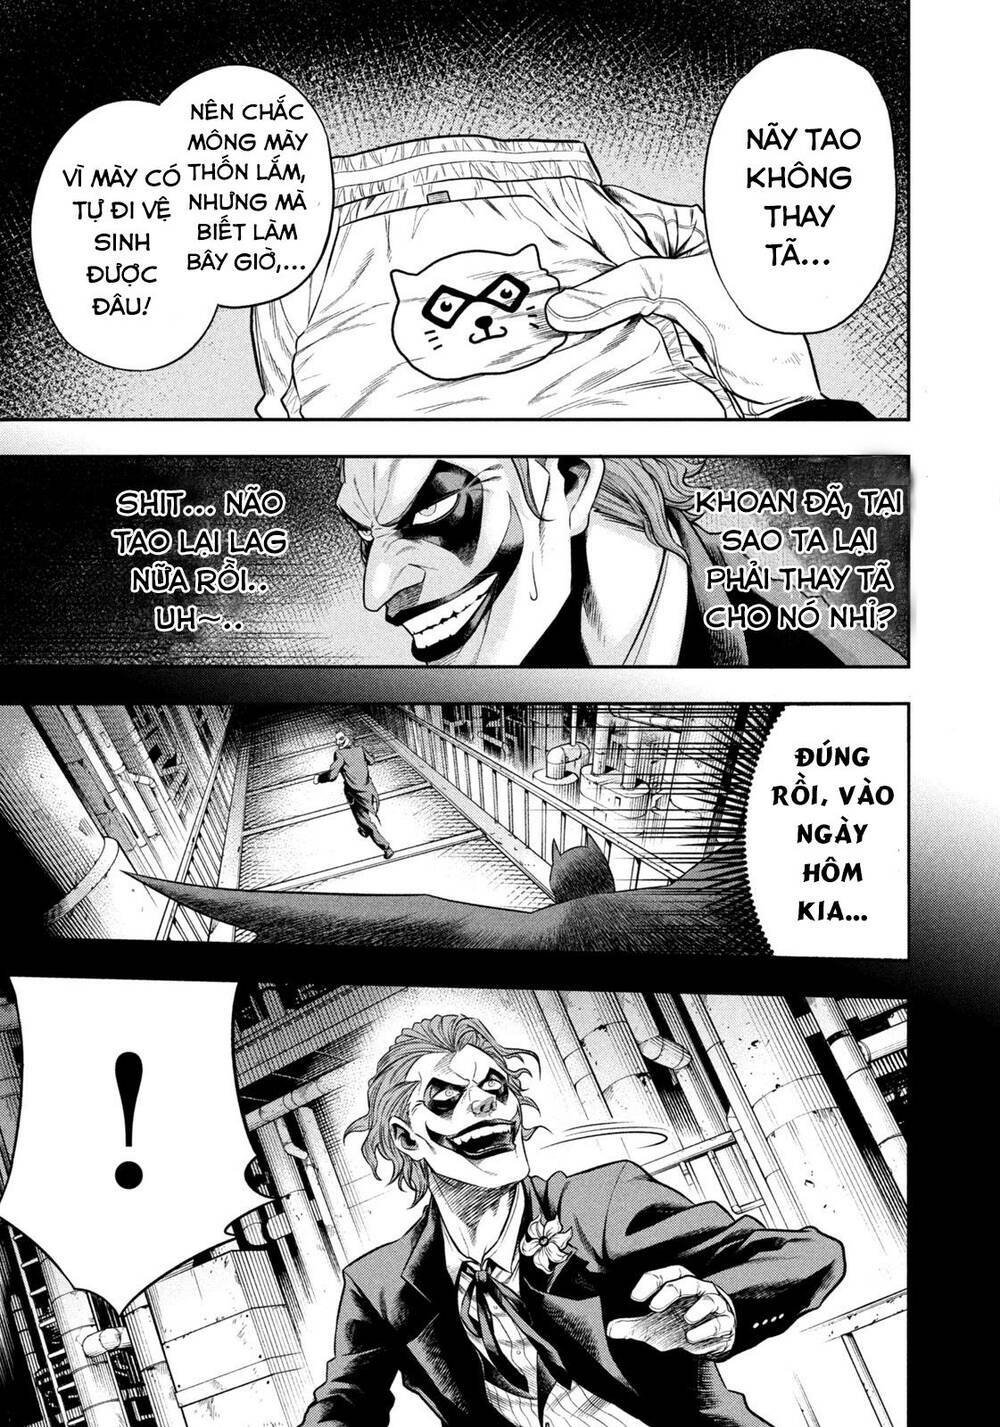 NÃY TAO
KHÔNG
THAY
TÃ...
NÊN CHẮC
MÔNG MÀY
THỐN LẮM,
NHƯNG MÀ
BIẾT LÀM
BÂY GIỜ,...
VÌ MÀY CÓ
TỰ ĐI VỆ
SINH
ĐƯỢC
ĐÂU!
KHOAN ĐÃ, TẠI
SAO TA LẠI
PHẢI THAY TÃ
CHO NÓ NHỈ?
SHIT... NÃO
TAO LẠI LAG
NỮA RỒI..
UH~..
ĐÚNG
RỒI, VÀO
NGÀY
HÔM
KIA...
!